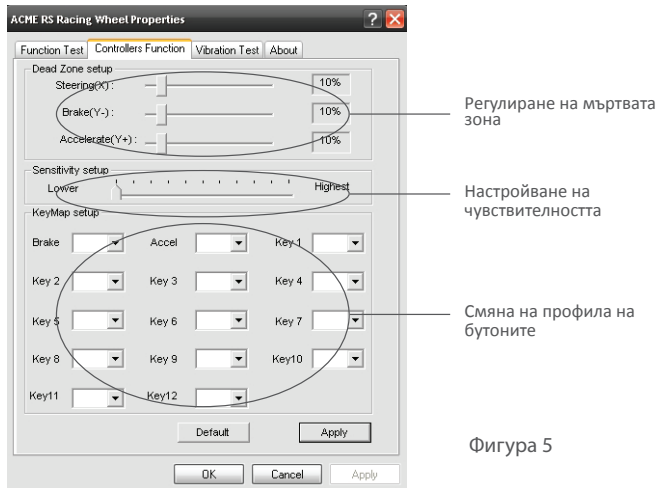 ACME RS Racing Wheel Properties
Function Test Controllers Function Vibration Test About
Dead Zone setup
Steering(X) : 10%
Brake(Y-) : 10%
Accelerate(Y+) : 10%
Регулиране на мъртвата
зона
Sensitivity setup
Lower Highest
Настройване на
чувствителността
KeyMap setup
Brake Accel Key 1
Key 2 Key 3 Key 4
Key 5 Key 6 Key 7
Key 8 Key 9 Key10
Key11 Key12
Смяна на профила на
бутоните
Default Apply
OK Cancel Apply
Фигура 5